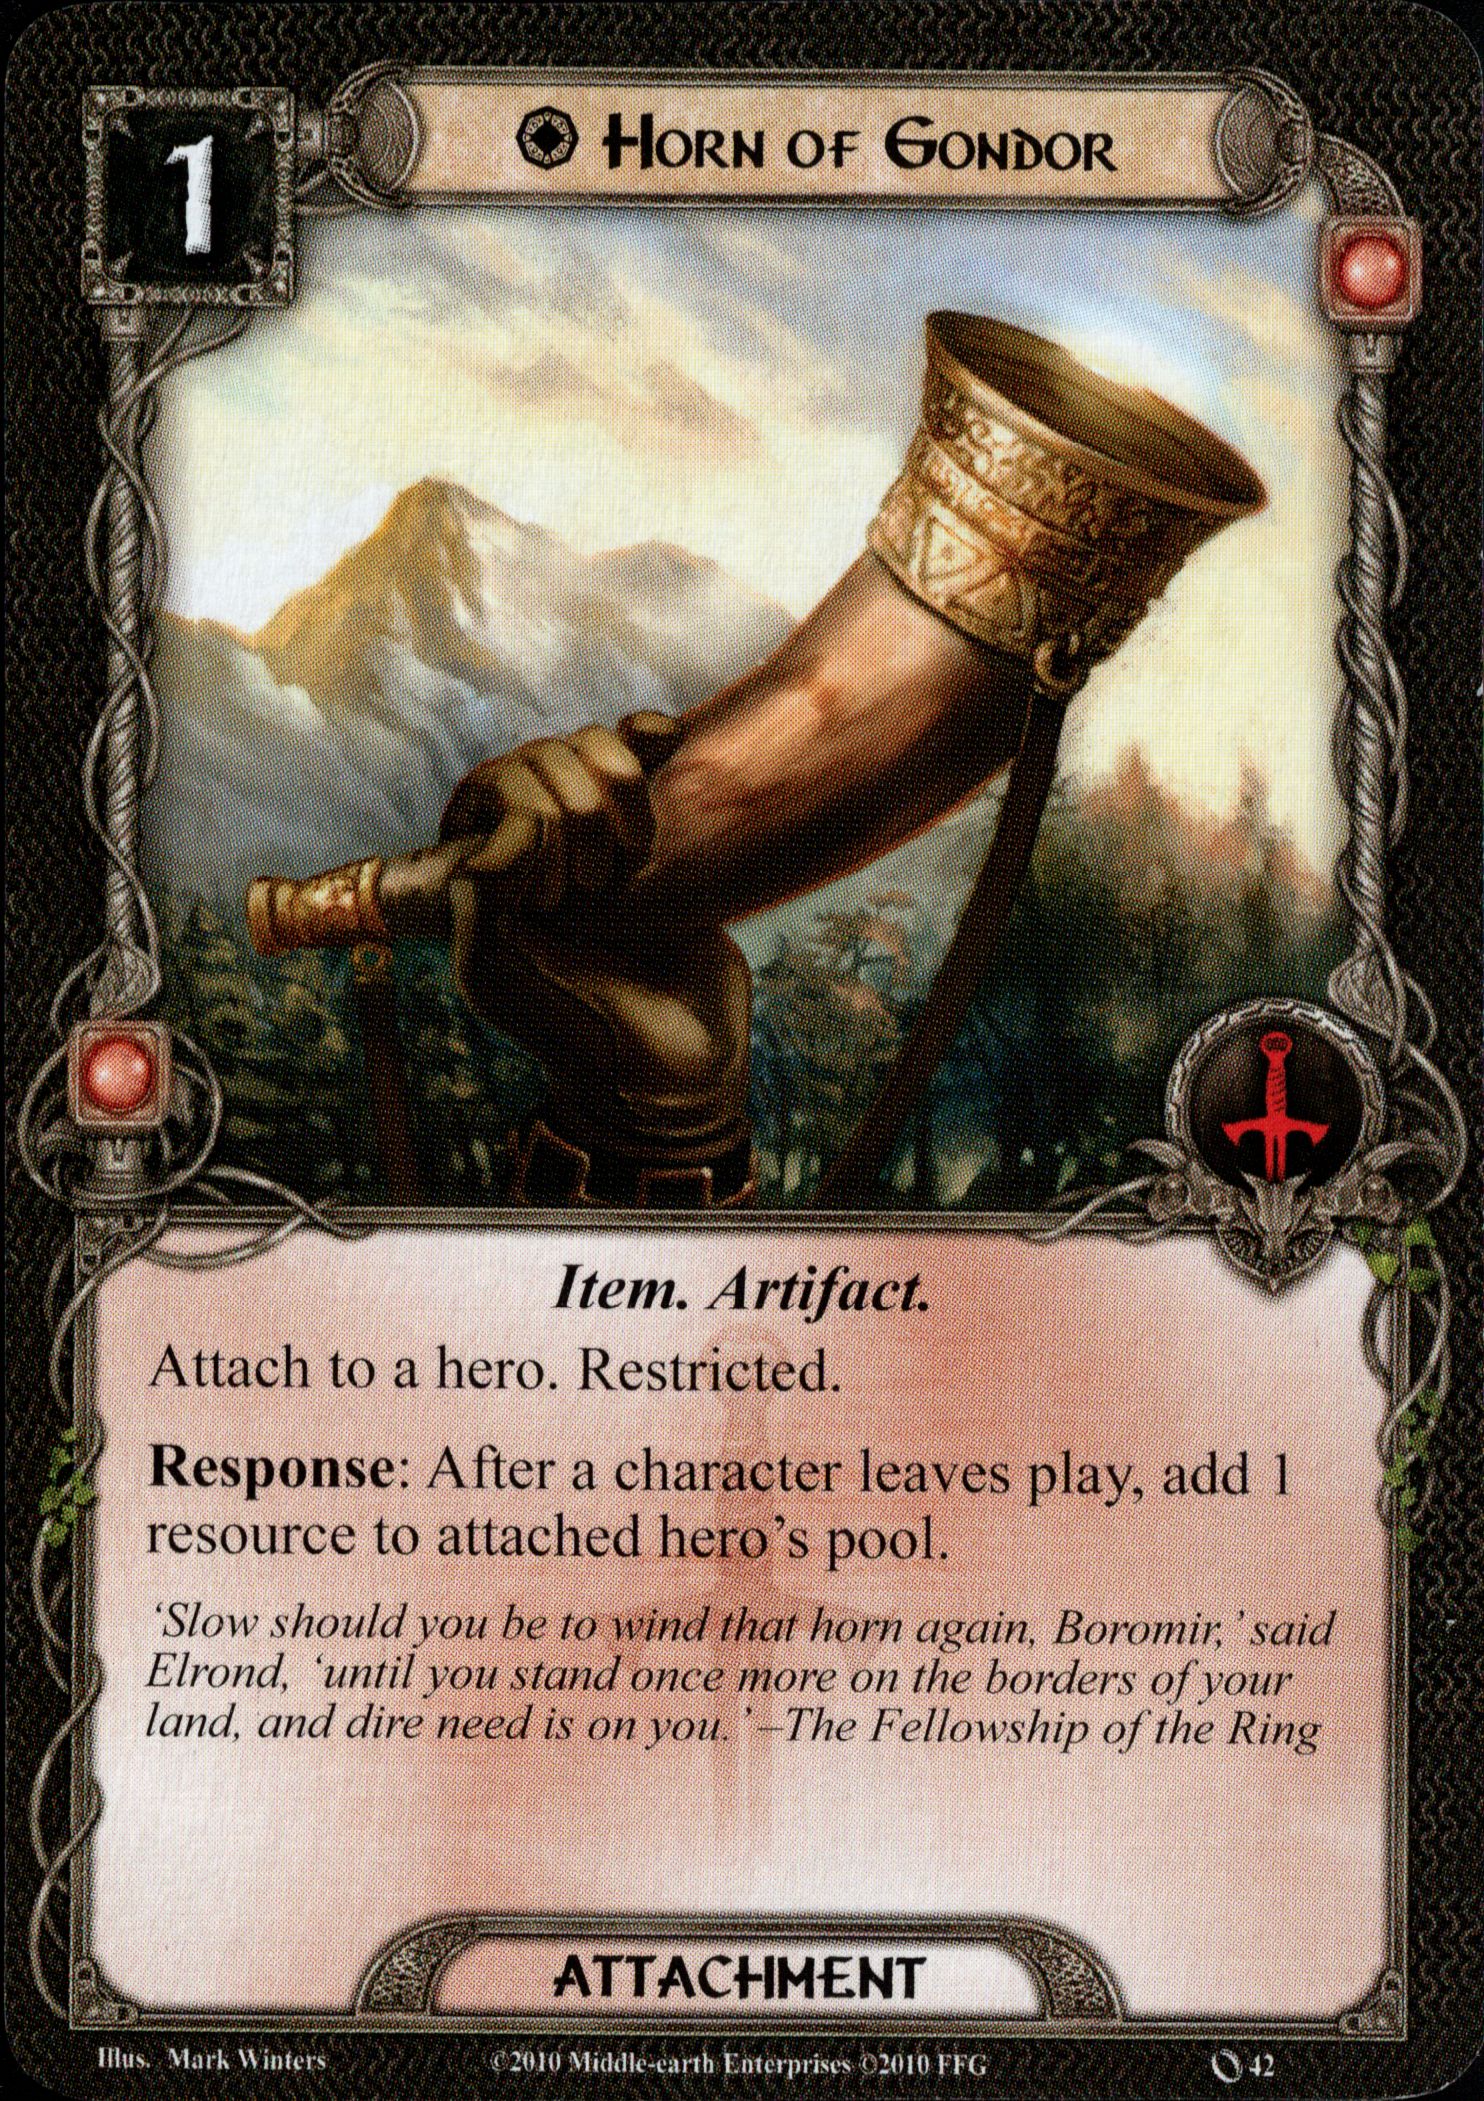 1
Horn of Gondor
Item. Artifact.
Attach to a hero. Restricted.
Response: After a character leaves play, add 1
resource to attached hero’s pool.
‘Slow should you be to wind that horn again, Boromir,’ said
Elrond, ‘until you stand once more on the borders of your
land, and dire need is on you.’ –The Fellowship of the Ring
ATTACHMENT
Illus. Mark Winters ©2010 Middle-earth Enterprises ©2010 FFG 42